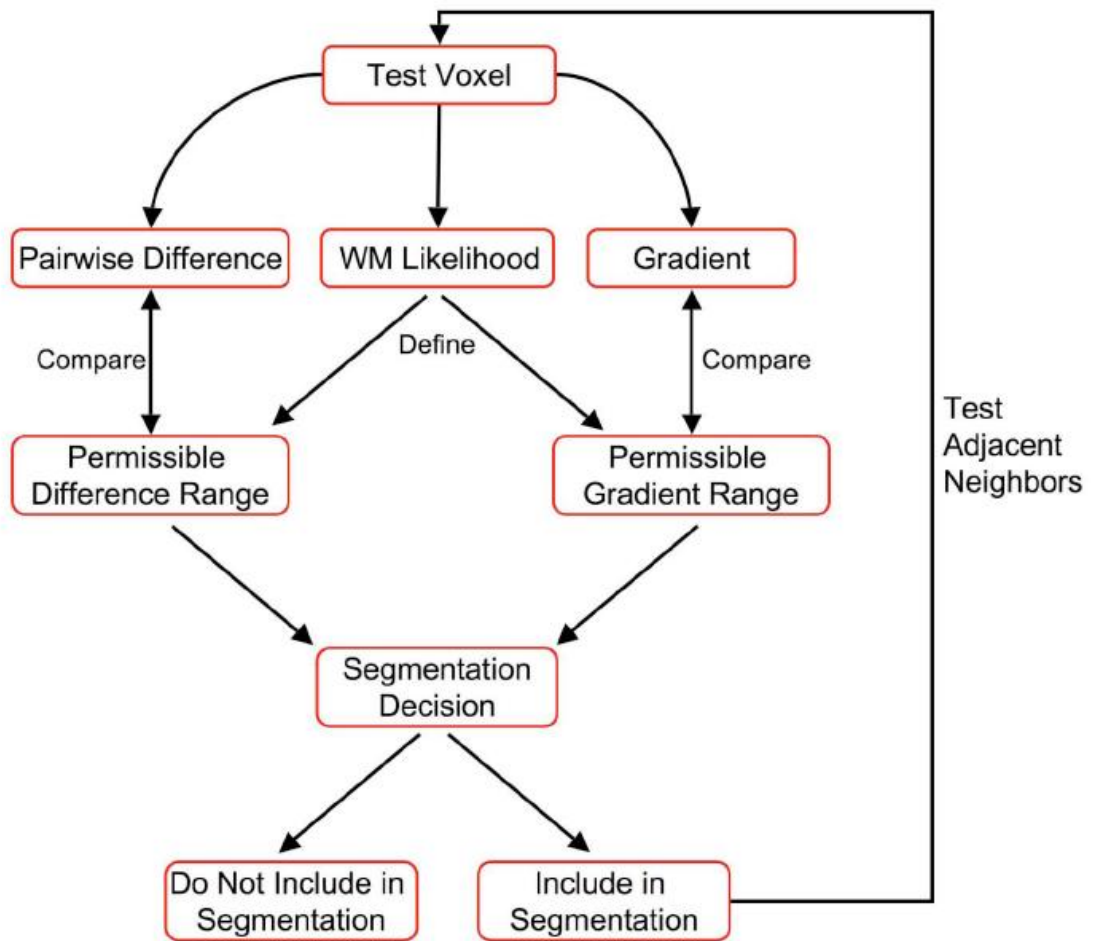 Test Voxel
Pairwise Difference
WM Likelihood
Gradient
Compare
Define
Compare
Permissible
Difference Range
Permissible
Gradient Range
Test
Adjacent
Neighbors
Segmentation
Decision
Do Not Include in
Segmentation
Include in
Segmentation